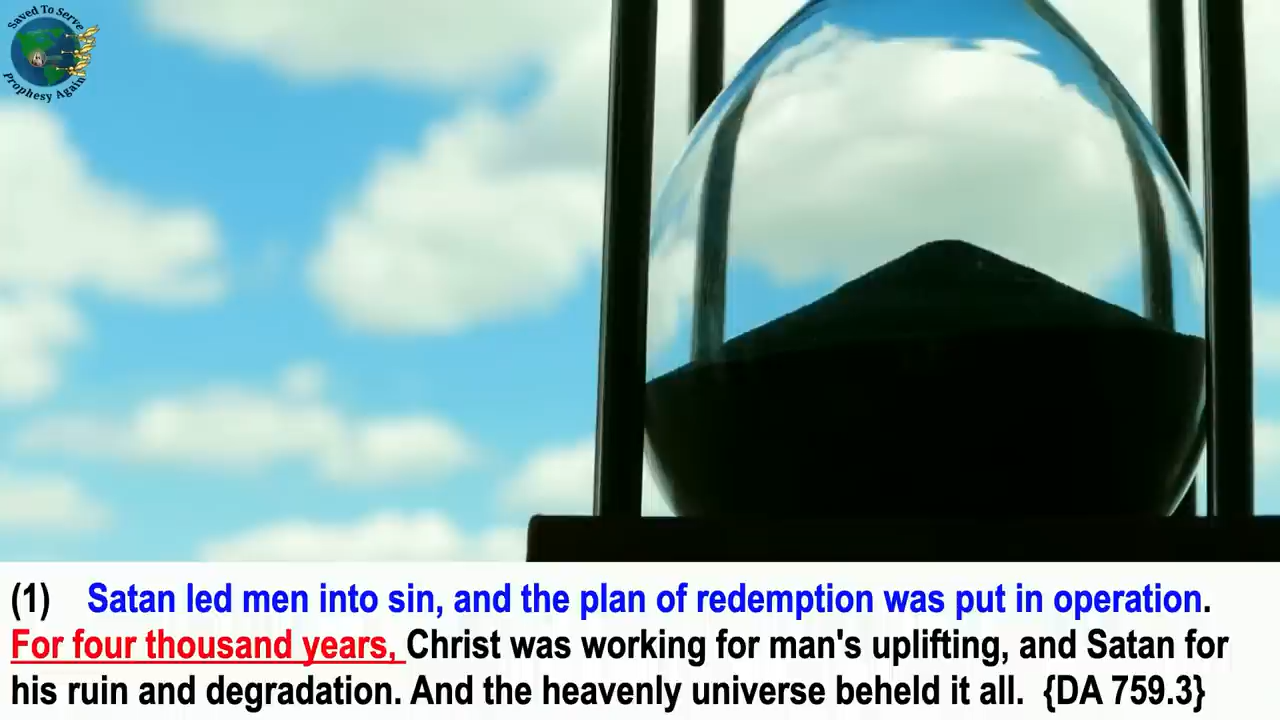 Saved To Serve
Prophesy Again
(1) Satan led men into sin, and the plan of redemption was put in operation.
For four thousand years, Christ was working for man's uplifting, and Satan for
his ruin and degradation. And the heavenly universe beheld it all. {DA 759.3}